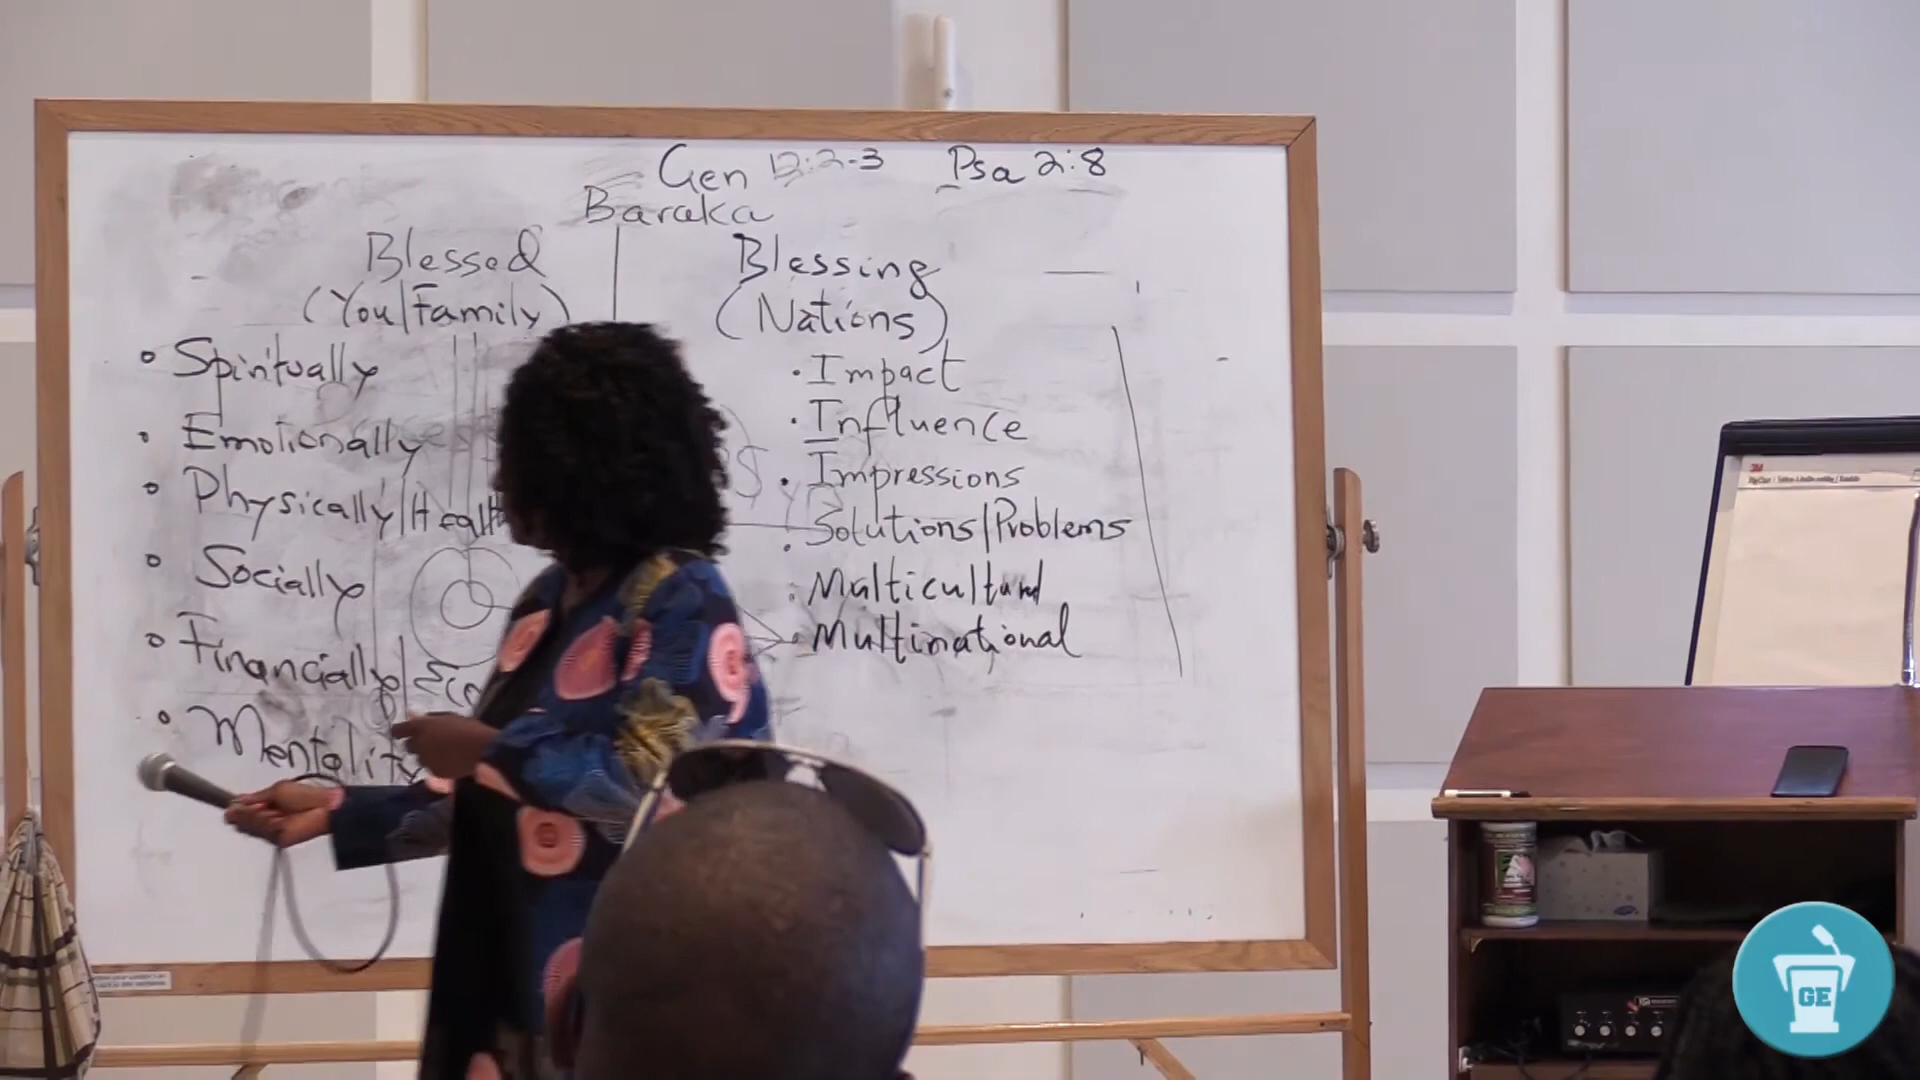 Gen 12:2-3 Psa 2:8
Baraka
Blessed
(You/Family)
• Spiritually
• Emotionally
• Physically/Healt
• Socially
• Financially/Eco
• Mentality
Blessing
(Nations)
• Impact
• Influence
• Impressions
• Solutions/Problems
• Multicultural
• Multinational
3M
GE